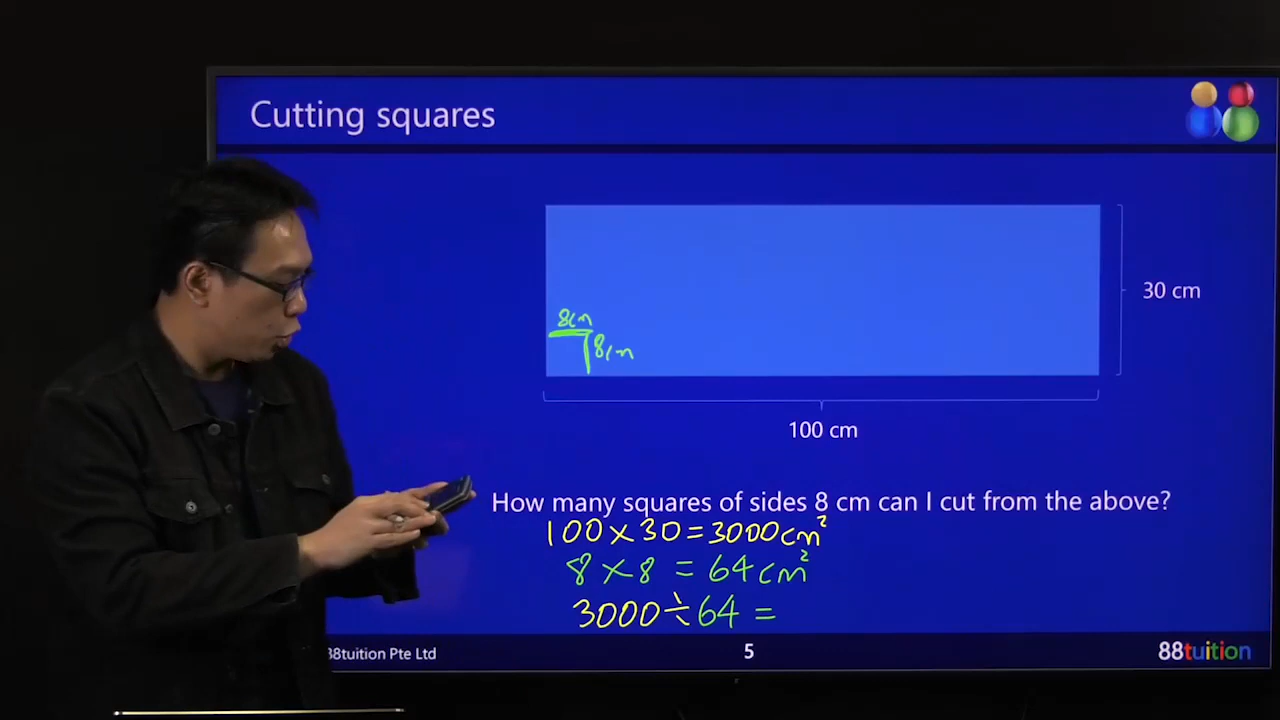 Cutting squares
30 cm
8cm
8cm
100 cm
How many squares of sides 8 cm can I cut from the above?
100 × 30 = 3000 cm²
8 × 8 = 64 cm²
3000 ÷ 64 =
88tuition Pte Ltd
5
88tuition